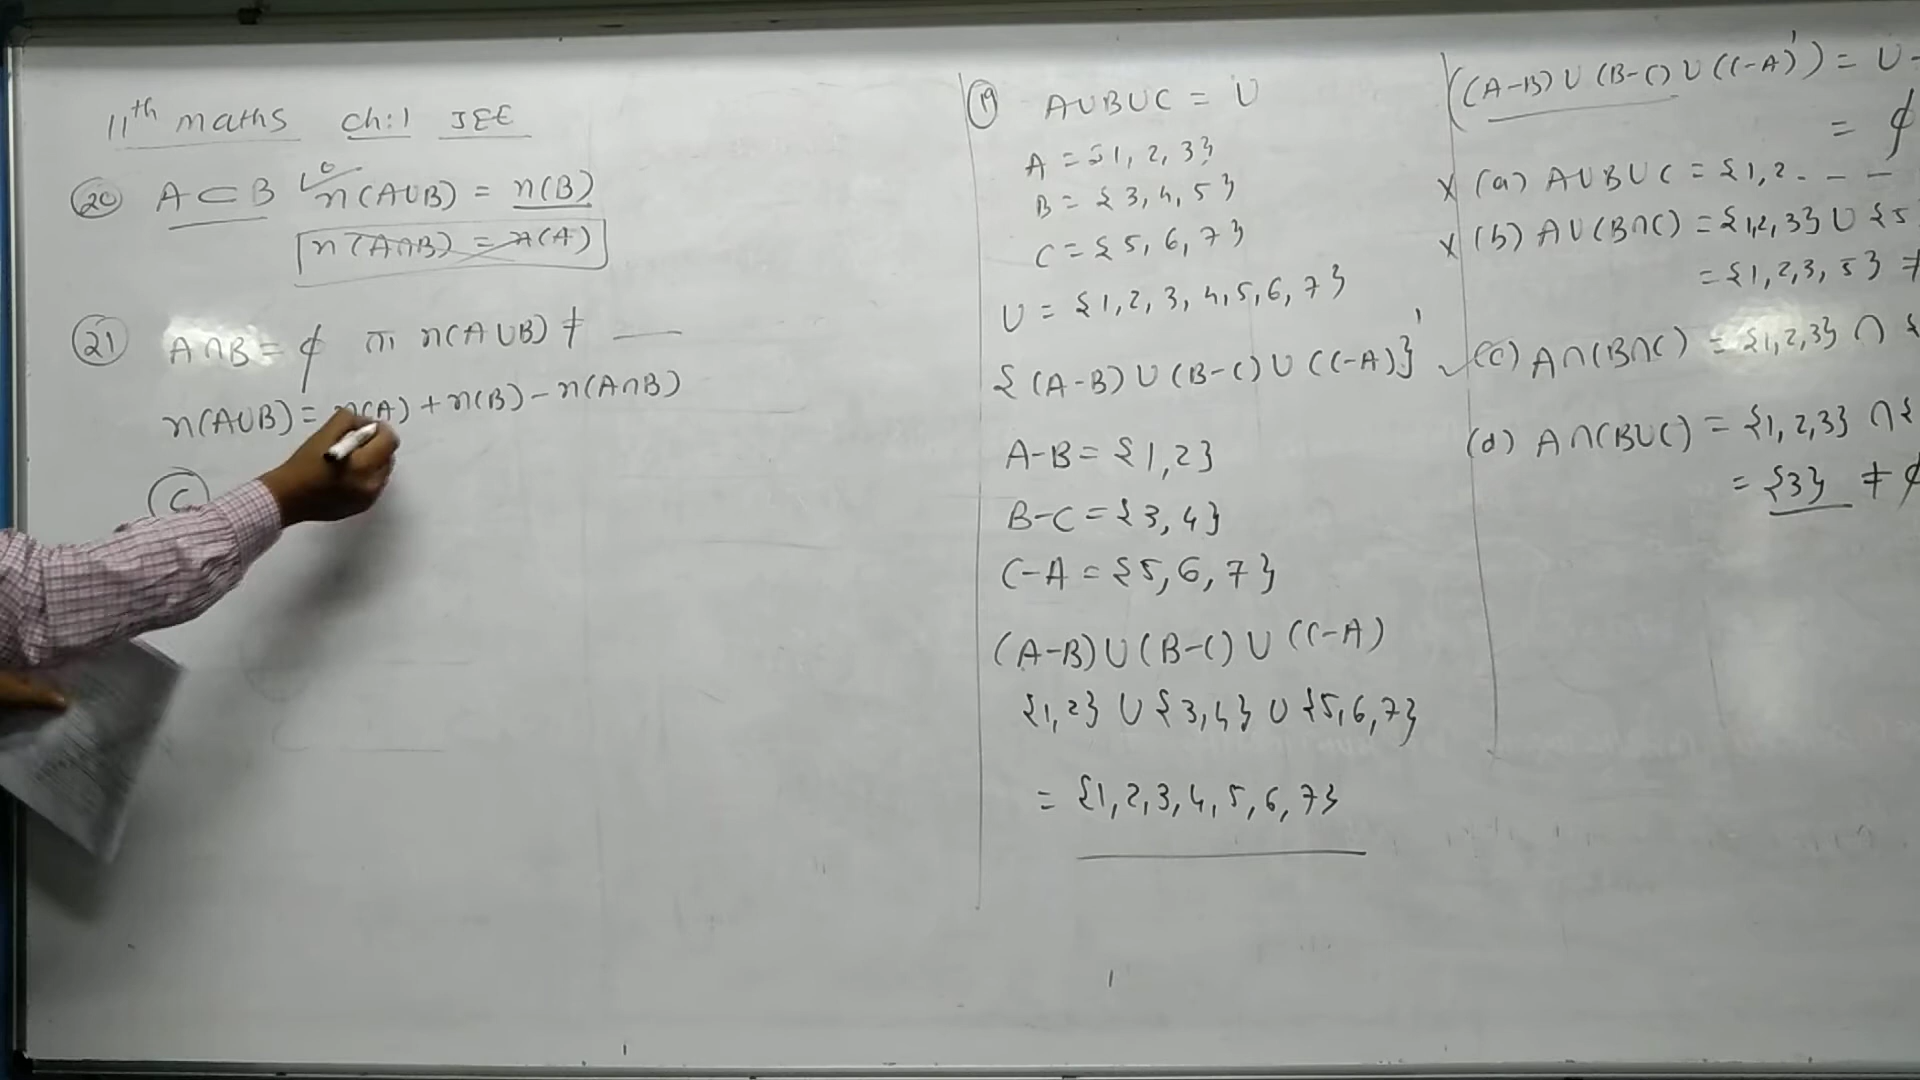 11th maths ch:1 JEE
(20) A⊂B n(A∪B) = n(B)
n(A∩B) = n(A)
(21) A∩B = ϕ n(A∪B) ≠ __
n(A∪B) = n(A) + n(B) - n(A∩B)
C
(19) A∪B∪C = U
A = {1, 2, 3}
B = {3, 4, 5}
C = {5, 6, 7}
U = {1, 2, 3, 4, 5, 6, 7}
{(A-B) ∪ (B-C) ∪ (C-A)}'
A-B = {1, 2}
B-C = {3, 4}
C-A = {5, 6, 7}
(A-B) ∪ (B-C) ∪ (C-A)
{1, 2} ∪ {3, 4} ∪ {5, 6, 7}
= {1, 2, 3, 4, 5, 6, 7}
((A-B) ∪ (B-C) ∪ (C-A)') = U -
= ϕ
x (a) A∪B∪C = {1, 2 - - -
x (b) A∪(B∩C) = {1, 2, 3} ∪ {5
= {1, 2, 3, 5} ≠
✓ (c) A∩(B∩C) = {1, 2, 3} ∩ {
(d) A∩(B∪C) = {1, 2, 3} ∩ {
= {3} ≠ ϕ